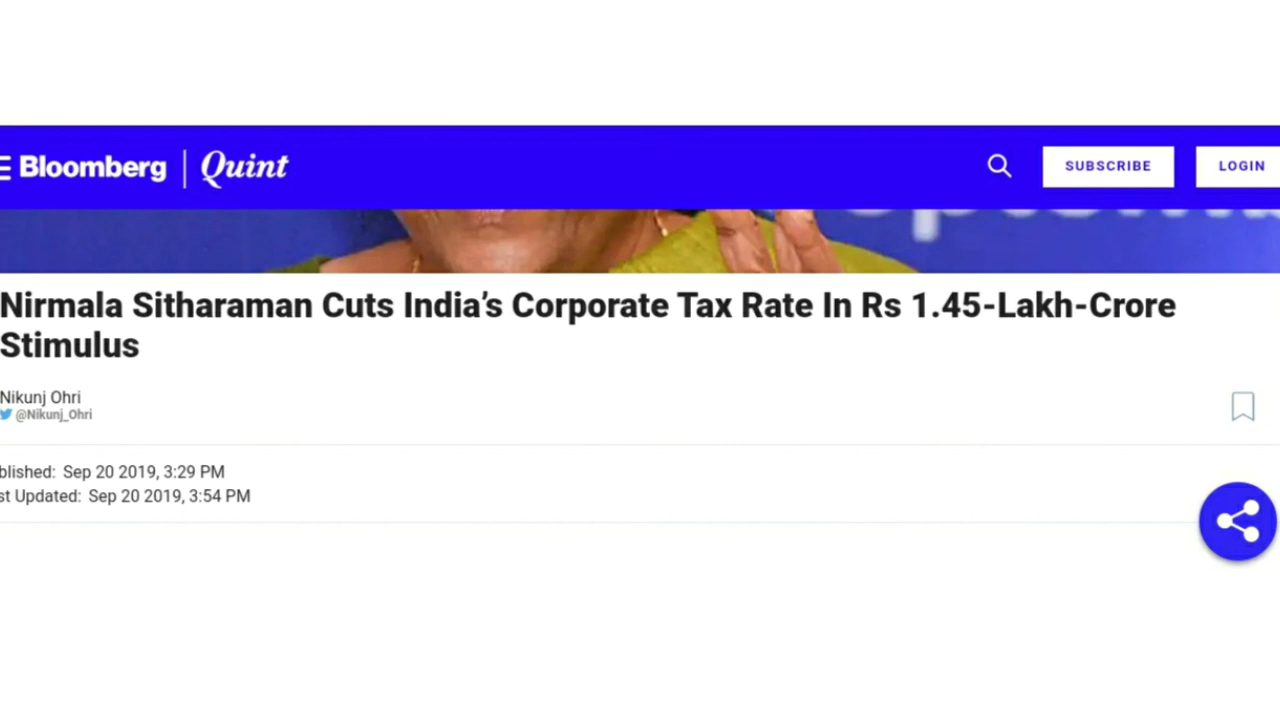 Bloomberg | Quint
SUBSCRIBE
LOGIN
Nirmala Sitharaman Cuts India's Corporate Tax Rate In Rs 1.45-Lakh-Crore
Stimulus
Nikunj Ohri
@Nikunj_Ohri
blished: Sep 20 2019, 3:29 PM
st Updated: Sep 20 2019, 3:54 PM